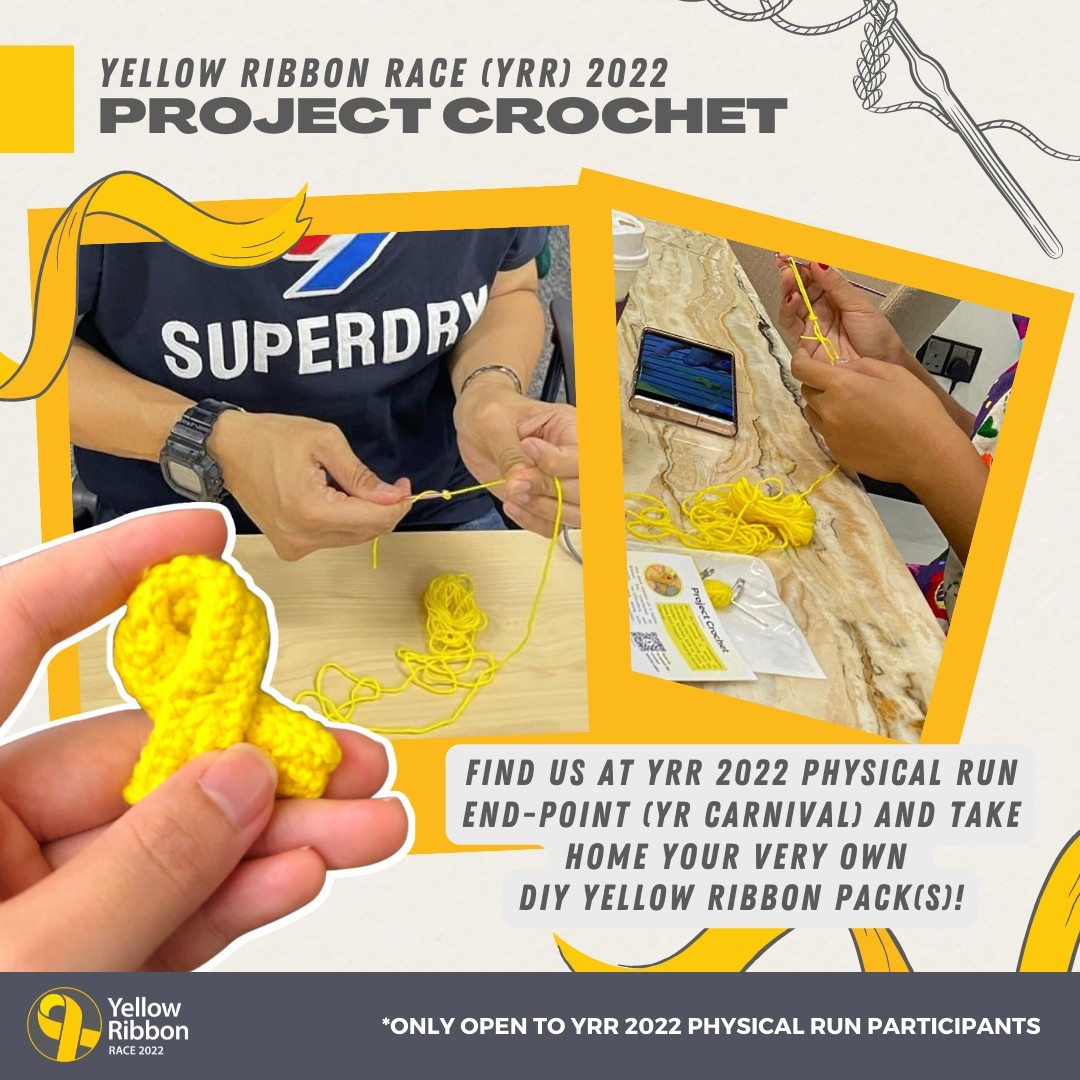 YELLOW RIBBON RACE (YRR) 2022
PROJECT CROCHET
SUPERDRY
Project Crochet
FIND US AT YRR 2022 PHYSICAL RUN
END-POINT (YR CARNIVAL) AND TAKE
HOME YOUR VERY OWN
DIY YELLOW RIBBON PACK(S)!
Yellow
Ribbon
RACE 2022
*ONLY OPEN TO YRR 2022 PHYSICAL RUN PARTICIPANTS